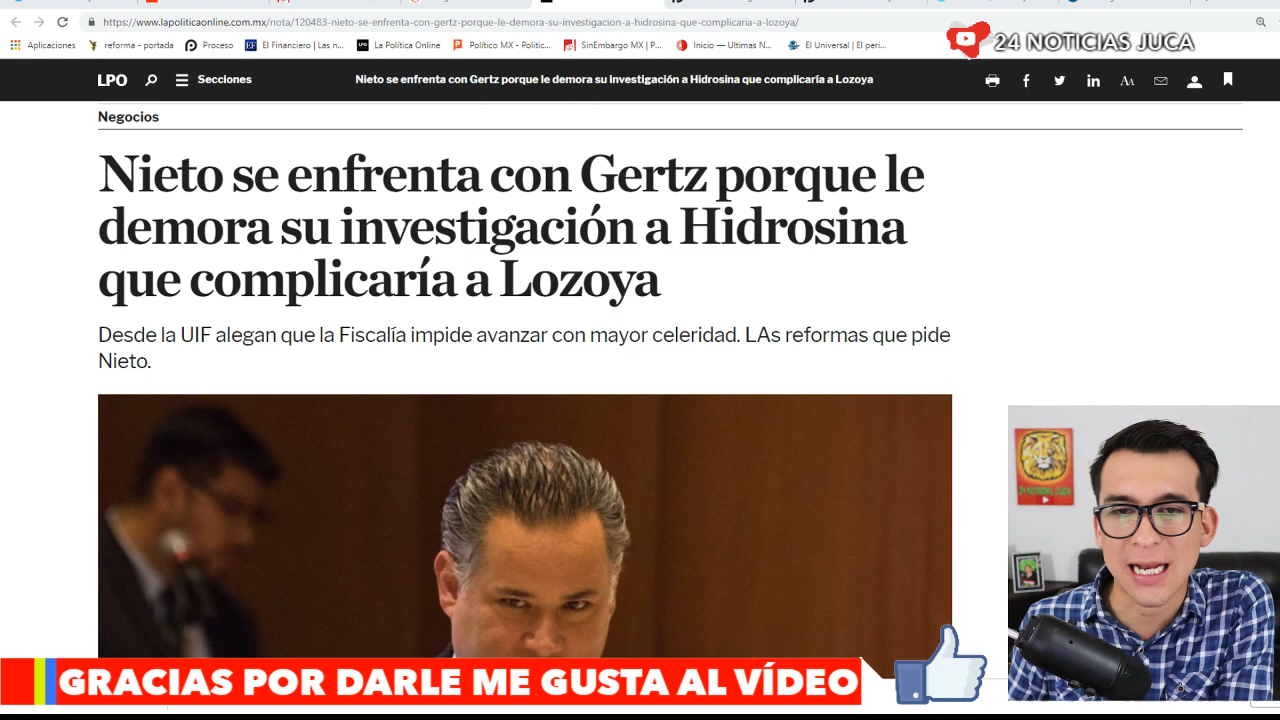 https://www.lapoliticaonline.com.mx/nota/120483-nieto-se-enfrenta-con-gertz-porque-le-demora-su-investigacion-a-hidrosina-que-complicaria-a-lozoya/
Aplicaciones reforma - portada Proceso El Financiero | Las n... La Política Online Político MX - Politic... SinEmbargo MX | P... Inicio — Ultimas N... El Universal | El peri...
24 NOTICIAS JUCA
LPO Secciones Nieto se enfrenta con Gertz porque le demora su investigación a Hidrosina que complicaría a Lozoya
Negocios
Nieto se enfrenta con Gertz porque le
demora su investigación a Hidrosina
que complicaría a Lozoya
Desde la UIF alegan que la Fiscalía impide avanzar con mayor celeridad. LAs reformas que pide
Nieto.
24 NOTICIAS JUCA
GRACIAS POR DARLE ME GUSTA AL VÍDEO